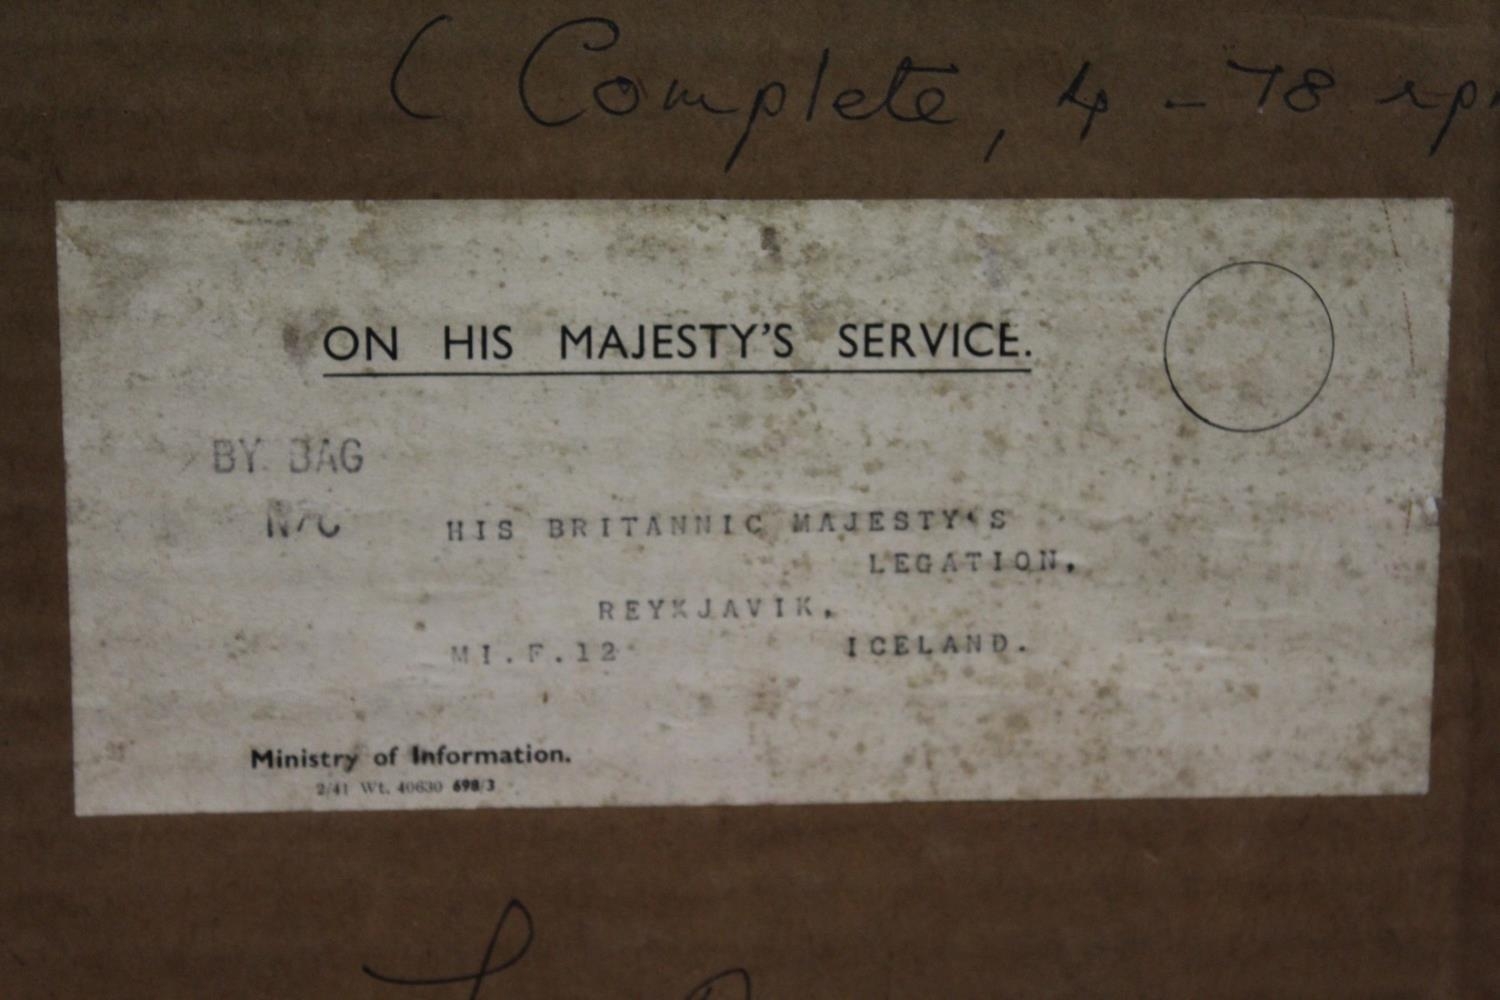 ( Complete, 4 - 78 rp
ON HIS MAJESTY'S SERVICE.
BY BAG
N/C
HIS BRITANNIC MAJESTY'S
LEGATION,
REYKJAVIK,
MI.F.12 ICELAND.
Ministry of Information.
2/41 Wt. 40630 698/3